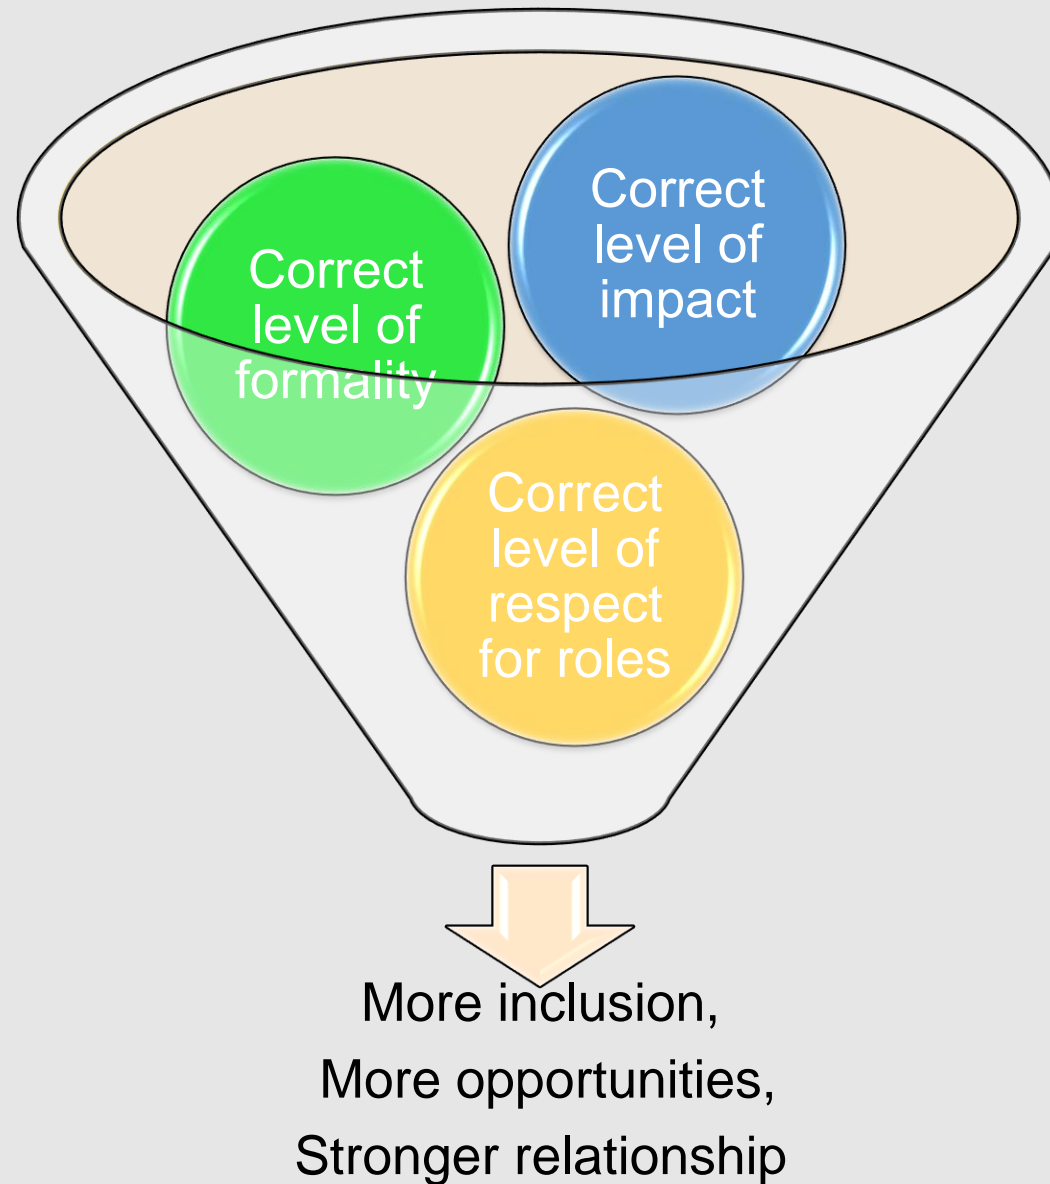 Correct
level of
formality
Correct
level of
impact
Correct
level of
respect
for roles
More inclusion,
More opportunities,
Stronger relationship